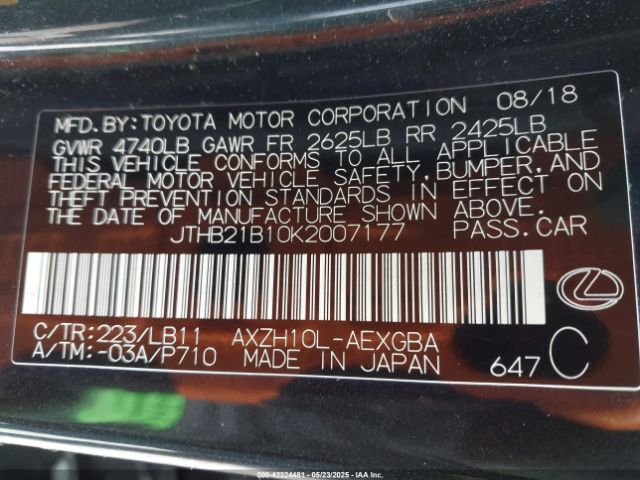 MFD.BY:TOYOTA MOTOR CORPORATION 08/18
GVWR 4740LB GAWR FR 2625LB RR 2425LB
THIS VEHICLE CONFORMS TO ALL APPLICABLE
FEDERAL MOTOR VEHICLE SAFETY,BUMPER,AND
THEFT PREVENTION STANDARDS IN EFFECT ON
THE DATE OF MANUFACTURE SHOWN ABOVE.
JTHB21B10K2007177 PASS.CAR
C/TR:223/LB11 AXZH10L-AEXGBA
A/TM:-03A/P710 MADE IN JAPAN 647 C
000-42324481 - 05/23/2025 - IAA Inc.